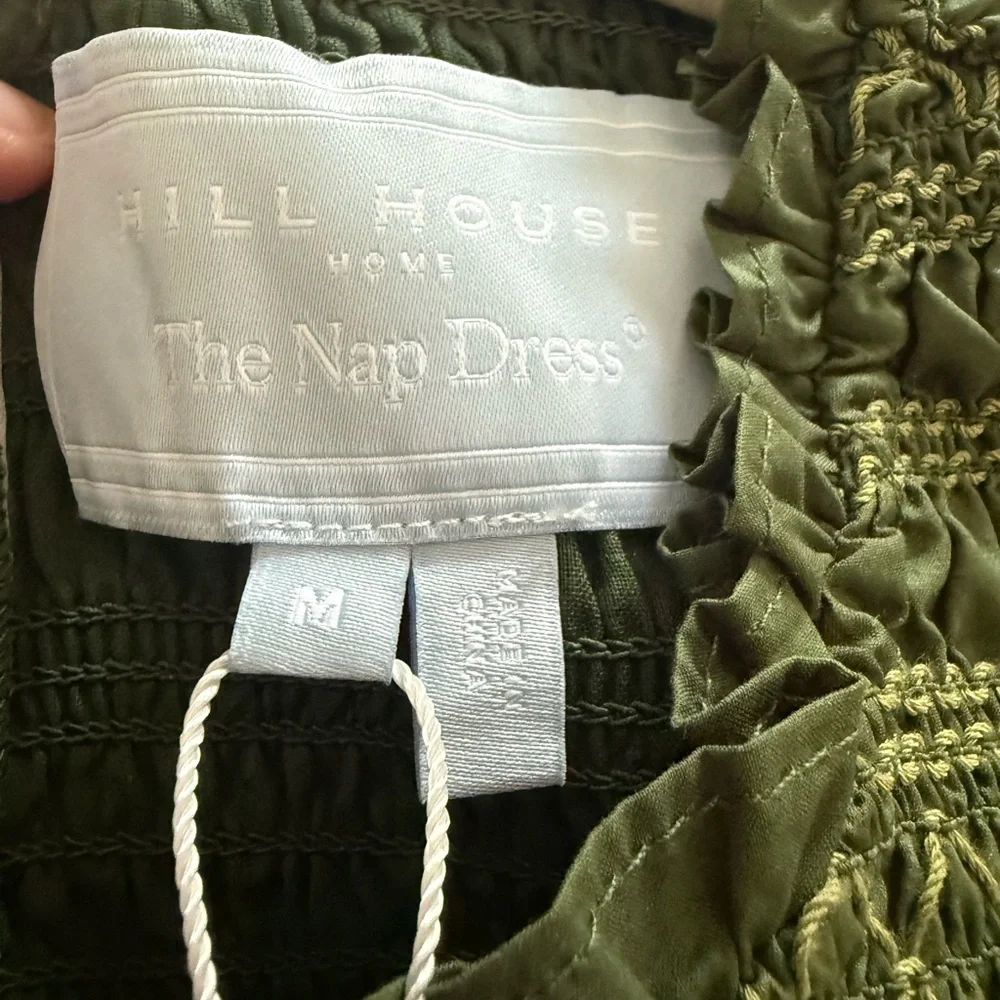 HILL HOUSE
HOME
The Nap Dress®
M
MADE IN
CHINA